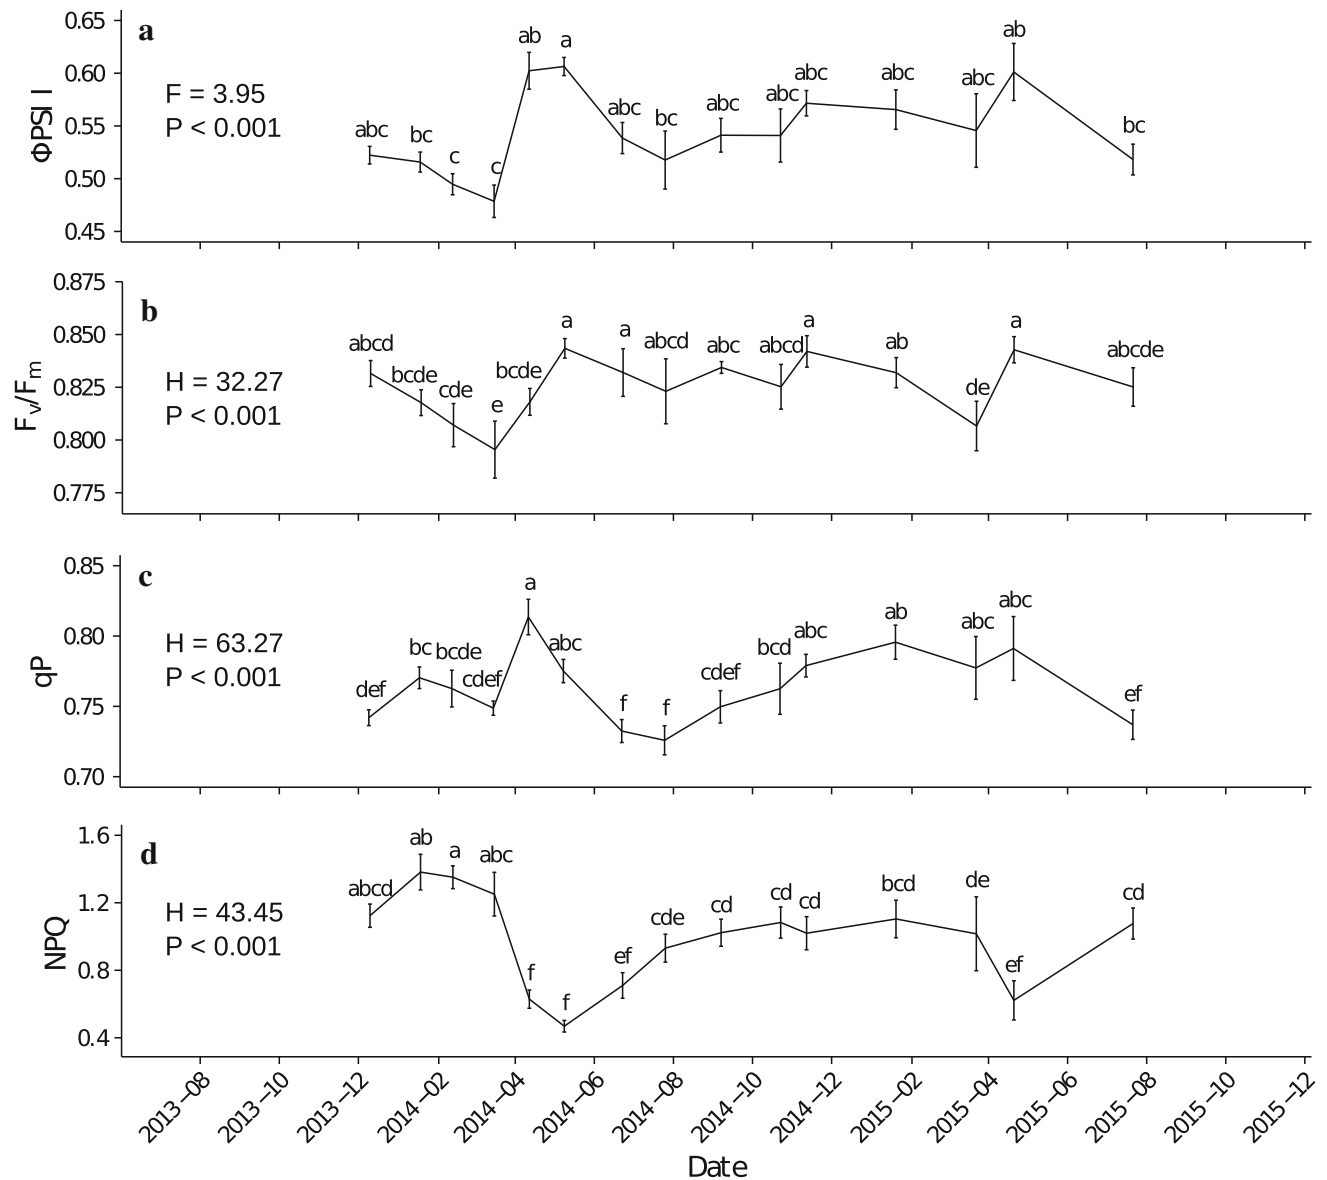 a
0.65
0.60
0.55
0.50
0.45
ΦPSI I
F = 3.95
P < 0.001
abc bc c c ab a abc bc abc abc abc abc abc ab bc
b
0.875
0.850
0.825
0.800
0.775
Fv/Fm
H = 32.27
P < 0.001
abcd bcde cde e bcde a a abcd abc abcd a ab de a abcde
c
0.85
0.80
0.75
0.70
qP
H = 63.27
P < 0.001
def bc bcde cdef a abc f f cdef bcd abc ab abc abc ef
d
1.6
1.2
0.8
0.4
NPQ
H = 43.45
P < 0.001
abcd ab a abc f f ef cde cd cd cd bcd de ef cd
2013–08 2013–10 2013–12 2014–02 2014–04 2014–06 2014–08 2014–10 2014–12 2015–02 2015–04 2015–06 2015–08 2015–10 2015–12
Date